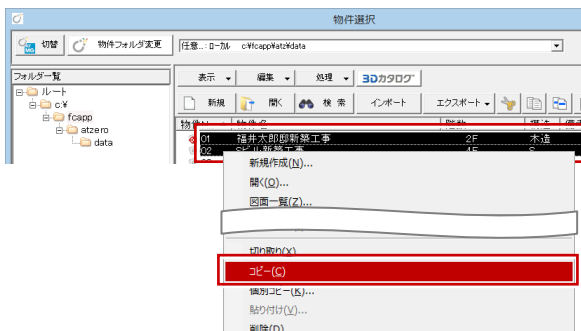 物件選択
切替
物件フォルダ変更
[任意..: ﾛｰｶﾙ c:¥fcapp¥atz¥data
フォルダ一覧
ルート
c:¥
fcapp
atzero
data
表示
編集
処理
3Dカタログ
新規
開く
検 索
インポート
エクスポート
01 福井太郎邸新築工事 2F 木造
新規作成(N)...
開く(O)...
図面一覧(Z)...
切り取り(X)
コピー(C)
個別コピー(K)...
貼り付け(V)...
削除(D)